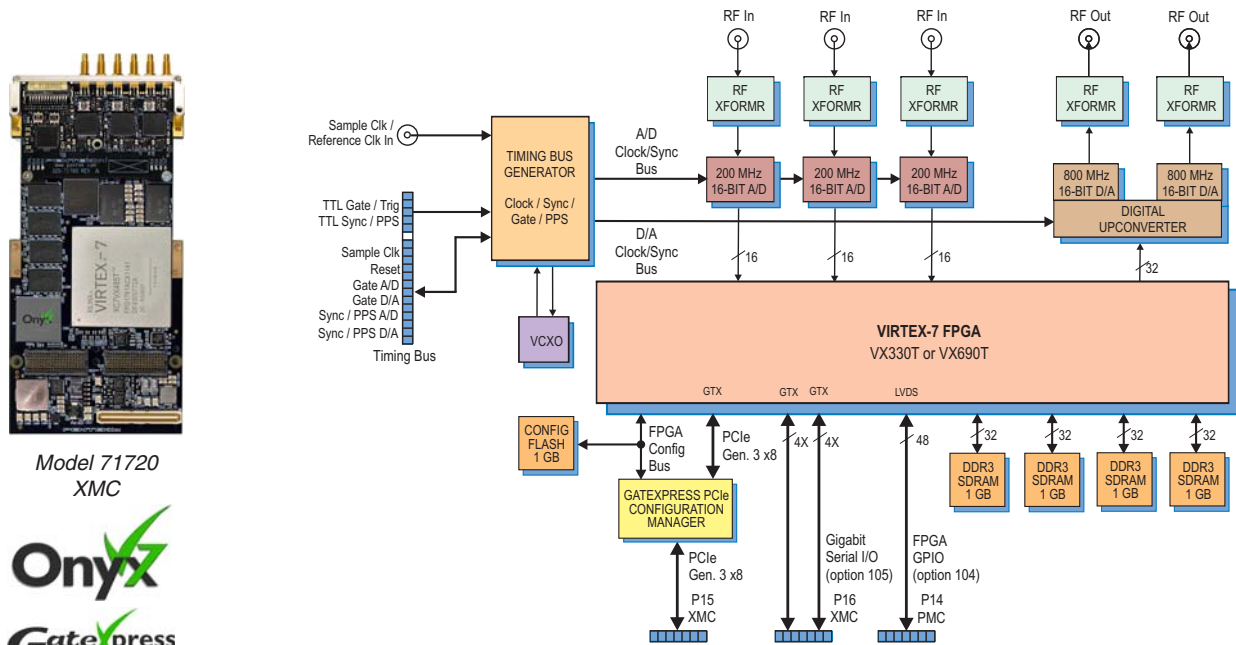 RF In
RF In
RF In
RF Out
RF Out
RF
XFORMR
RF
XFORMR
RF
XFORMR
RF
XFORMR
RF
XFORMR
Sample Clk /
Reference Clk In
TIMING BUS
GENERATOR
Clock / Sync /
Gate / PPS
A/D
Clock/Sync
Bus
200 MHz
16-BIT A/D
200 MHz
16-BIT A/D
200 MHz
16-BIT A/D
800 MHz
16-BIT D/A
800 MHz
16-BIT D/A
DIGITAL
UPCONVERTER
TTL Gate / Trig
TTL Sync / PPS
Sample Clk
Reset
Gate A/D
Gate D/A
Sync / PPS A/D
Sync / PPS D/A
Timing Bus
D/A
Clock/Sync
Bus
16
16
16
32
VCXO
VIRTEX-7 FPGA
VX330T or VX690T
GTX
GTX
GTX
LVDS
CONFIG
FLASH
1 GB
FPGA
Config
Bus
PCIe
Gen. 3 x8
4X
4X
48
32
32
32
32
DDR3
SDRAM
1 GB
DDR3
SDRAM
1 GB
DDR3
SDRAM
1 GB
DDR3
SDRAM
1 GB
GATEXPRESS PCIe
CONFIGURATION
MANAGER
PCIe
Gen. 3 x8
Gigabit
Serial I/O
(option 105)
FPGA
GPIO
(option 104)
P15
XMC
P16
XMC
P14
PMC
XILINX
VIRTEX-7
Onyx
Model 71720
XMC
Onyx7
GateXpress